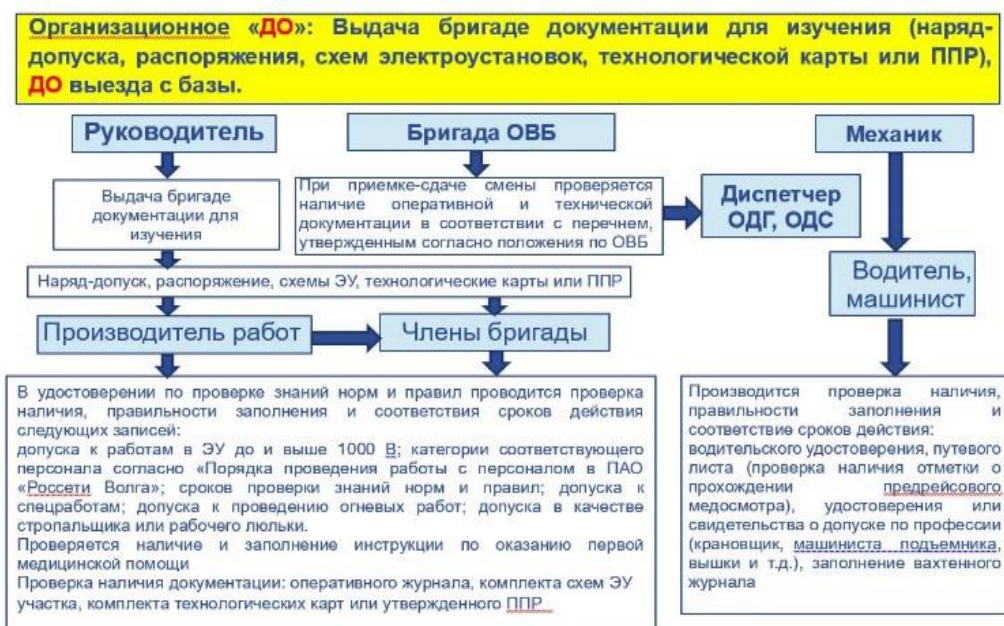 Организационное «ДО»: Выдача бригаде документации для изучения (наряд-
допуска, распоряжения, схем электроустановок, технологической карты или ППР),
ДО выезда с базы.
Руководитель
Бригада ОВБ
Механик
Выдача бригаде
документации для
изучения
При приемке-сдаче смены проверяется
наличие оперативной и технической
документации в соответствии с перечнем,
утвержденным согласно положения по ОВБ
Диспетчер
ОДГ, ОДС
Наряд-допуск, распоряжение, схемы ЭУ, технологические карты или ППР
Водитель,
машинист
Производитель работ
Члены бригады
В удостоверении по проверке знаний норм и правил проводится проверка
наличия, правильности заполнения и соответствия сроков действия
следующих записей:
допуска к работам в ЭУ до и выше 1000 В; категории соответствующего
персонала согласно «Порядка проведения работы с персоналом в ПАО
«Россети Волга»; сроков проверки знаний норм и правил; допуска к
спецработам; допуска к проведению огневых работ; допуска в качестве
стропальщика или рабочего люльки.
Проверяется наличие и заполнение инструкции по оказанию первой
медицинской помощи
Проверка наличия документации: оперативного журнала, комплекта схем ЭУ
участка, комплекта технологических карт или утвержденного ППР
Производится проверка наличия,
правильности заполнения и
соответствие сроков действия:
водительского удостоверения, путевого
листа (проверка наличия отметки о
прохождении предрейсового
медосмотра), удостоверения или
свидетельства о допуске по профессии
(крановщик, машиниста подъемника,
вышки и т.д.), заполнение вахтенного
журнала